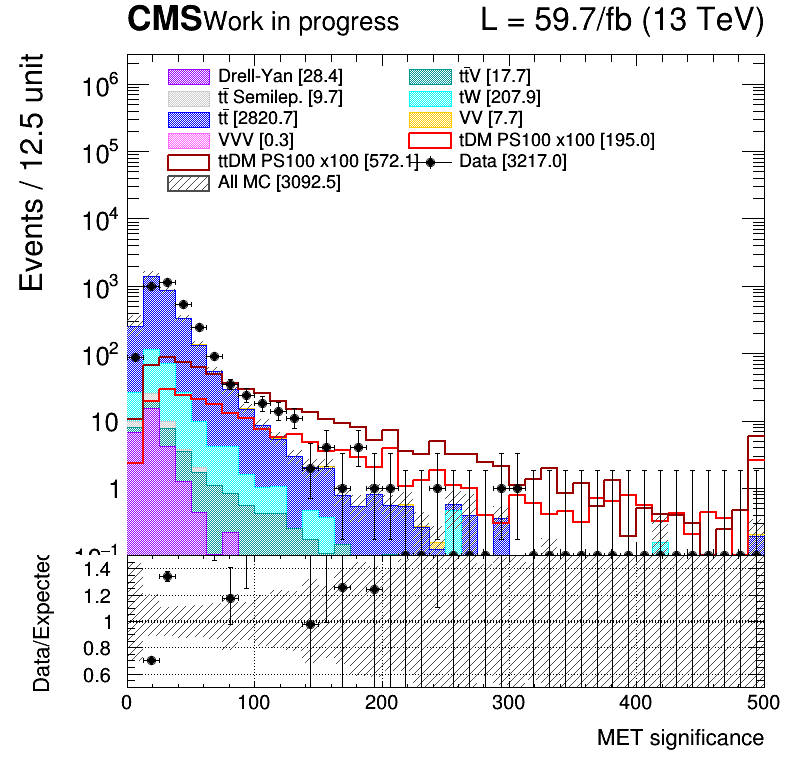 CMS Work in progress L = 59.7/fb (13 TeV)
Events / 12.5 unit
Drell-Yan [28.4] tt̄V [17.7]
tt̄ Semilep. [9.7] tW [207.9]
tt̄ [2820.7] VV [7.7]
VVV [0.3] tDM PS100 x100 [195.0]
ttDM PS100 x100 [572.1] Data [3217.0]
All MC [3092.5]
10⁶
10⁵
10⁴
10³
10²
10
1
10⁻¹
Data/Expected
1.4
1.2
1
0.8
0.6
0 100 200 300 400 500
MET significance